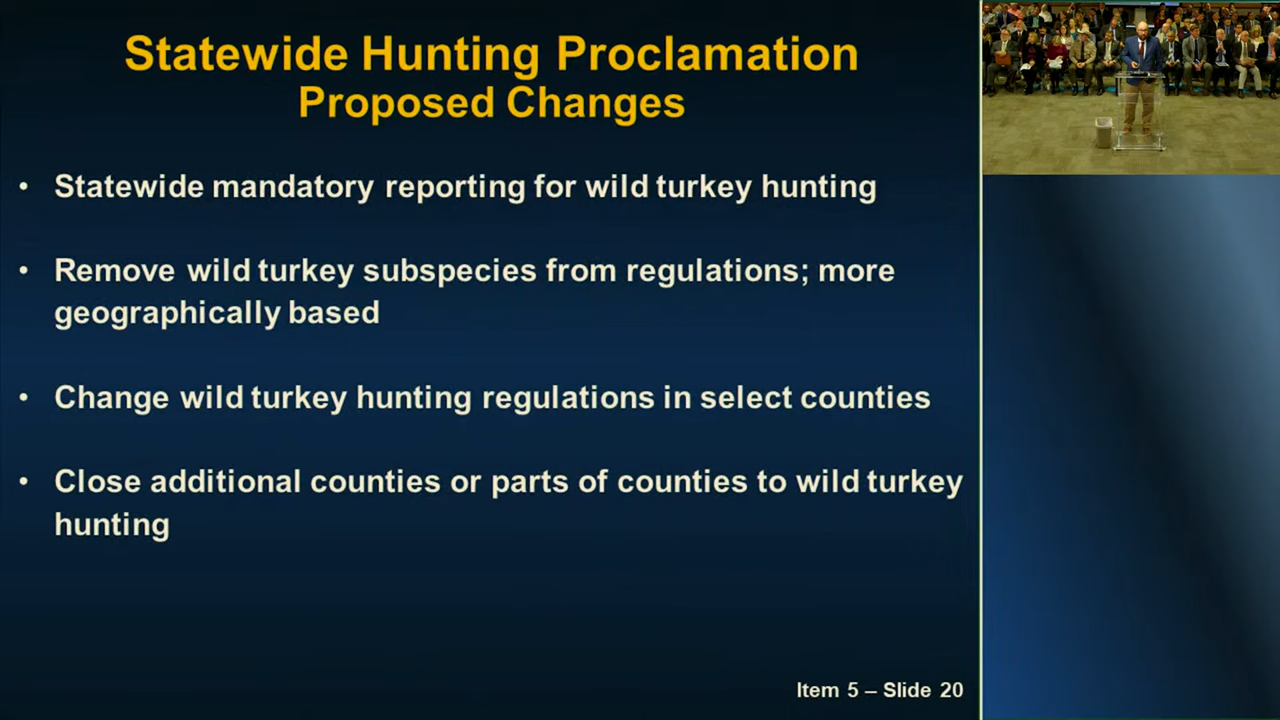 Statewide Hunting Proclamation
Proposed Changes
• Statewide mandatory reporting for wild turkey hunting
• Remove wild turkey subspecies from regulations; more
geographically based
• Change wild turkey hunting regulations in select counties
• Close additional counties or parts of counties to wild turkey
hunting
Item 5 – Slide 20